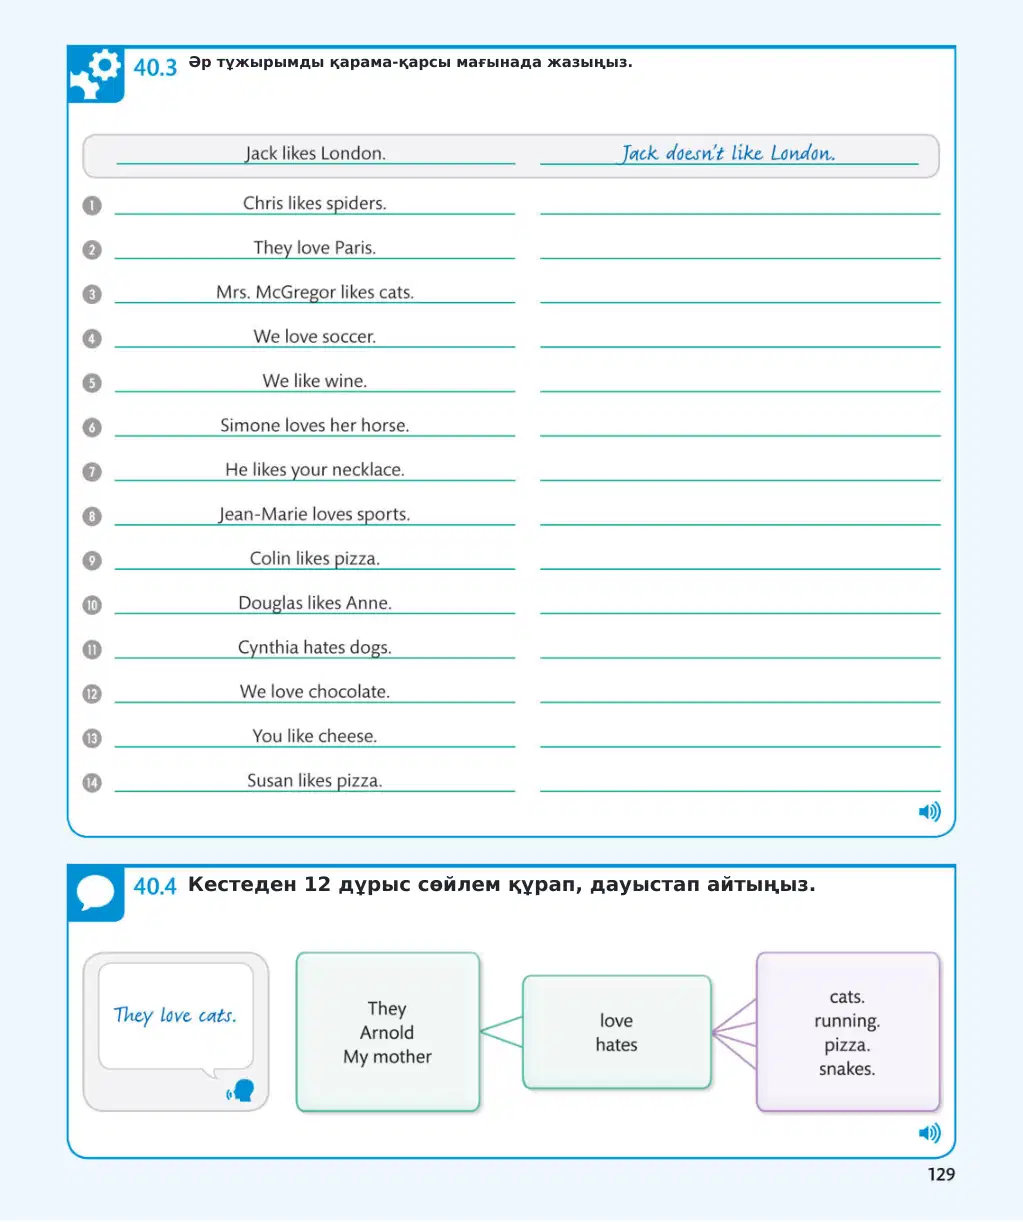 40.3 Әр тұжырымды қарама-қарсы мағынада жазыңыз.
Jack likes London. Jack doesn't like London.
1 Chris likes spiders.
2 They love Paris.
3 Mrs. McGregor likes cats.
4 We love soccer.
5 We like wine.
6 Simone loves her horse.
7 He likes your necklace.
8 Jean-Marie loves sports.
9 Colin likes pizza.
10 Douglas likes Anne.
11 Cynthia hates dogs.
12 We love chocolate.
13 You like cheese.
14 Susan likes pizza.
40.4 Кестеден 12 дұрыс сөйлем құрап, дауыстап айтыңыз.
They love cats.
They
Arnold
My mother
love
hates
cats.
running.
pizza.
snakes.
129